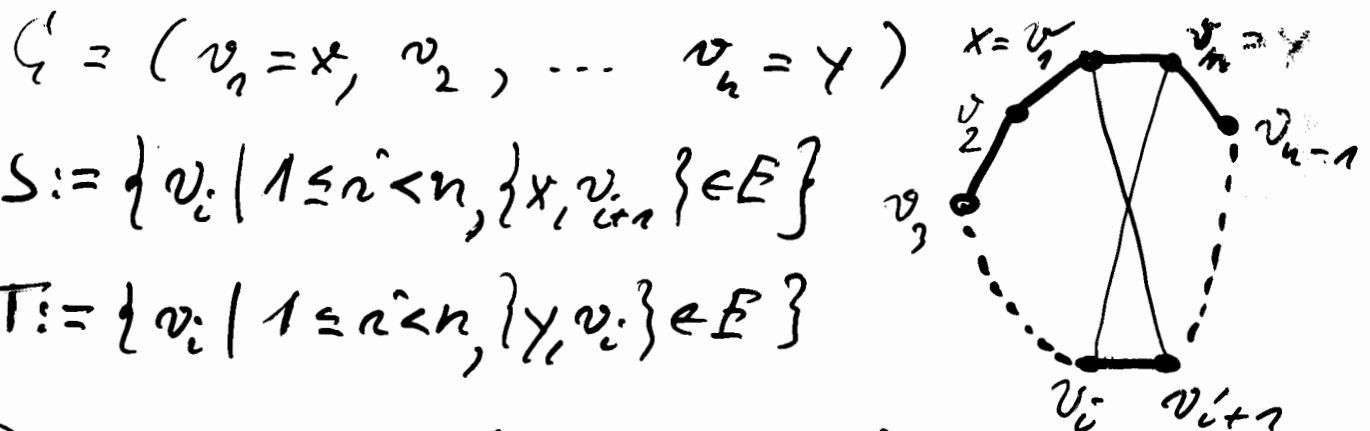 C = ( v₁ = x, v₂, ... vₙ = y )
S := { vᵢ | 1 ≤ i < n, {x, vᵢ₊₁} ∈ E }
T := { vᵢ | 1 ≤ i < n, {y, vᵢ} ∈ E }
x = v₁
vₙ = y
v₂
vₙ₋₁
v₃
vᵢ
vᵢ₊₁